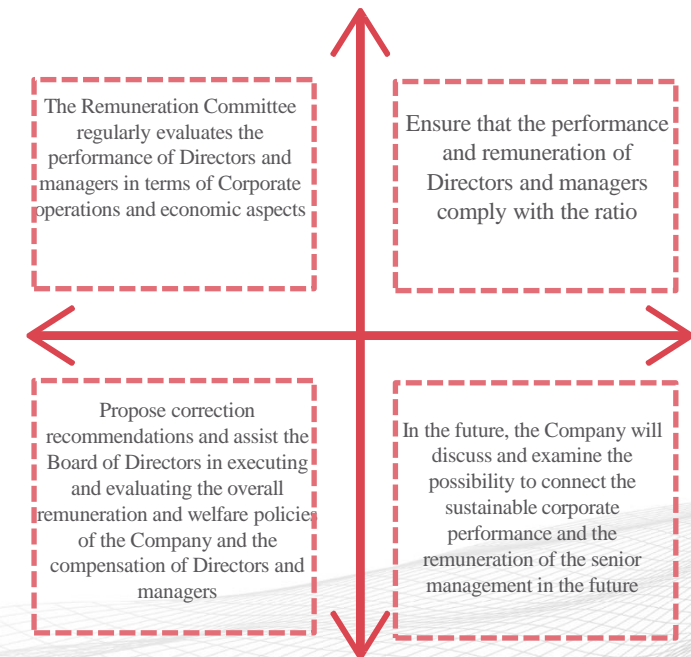 The Remuneration Committee
regularly evaluates the
performance of Directors and
managers in terms of Corporate
operations and economic aspects
Ensure that the performance
and remuneration of
Directors and managers
comply with the ratio
Propose correction
recommendations and assist the
Board of Directors in executing
and evaluating the overall
remuneration and welfare policies
of the Company and the
compensation of Directors and
managers
In the future, the Company will
discuss and examine the
possibility to connect the
sustainable corporate
performance and the
remuneration of the senior
management in the future